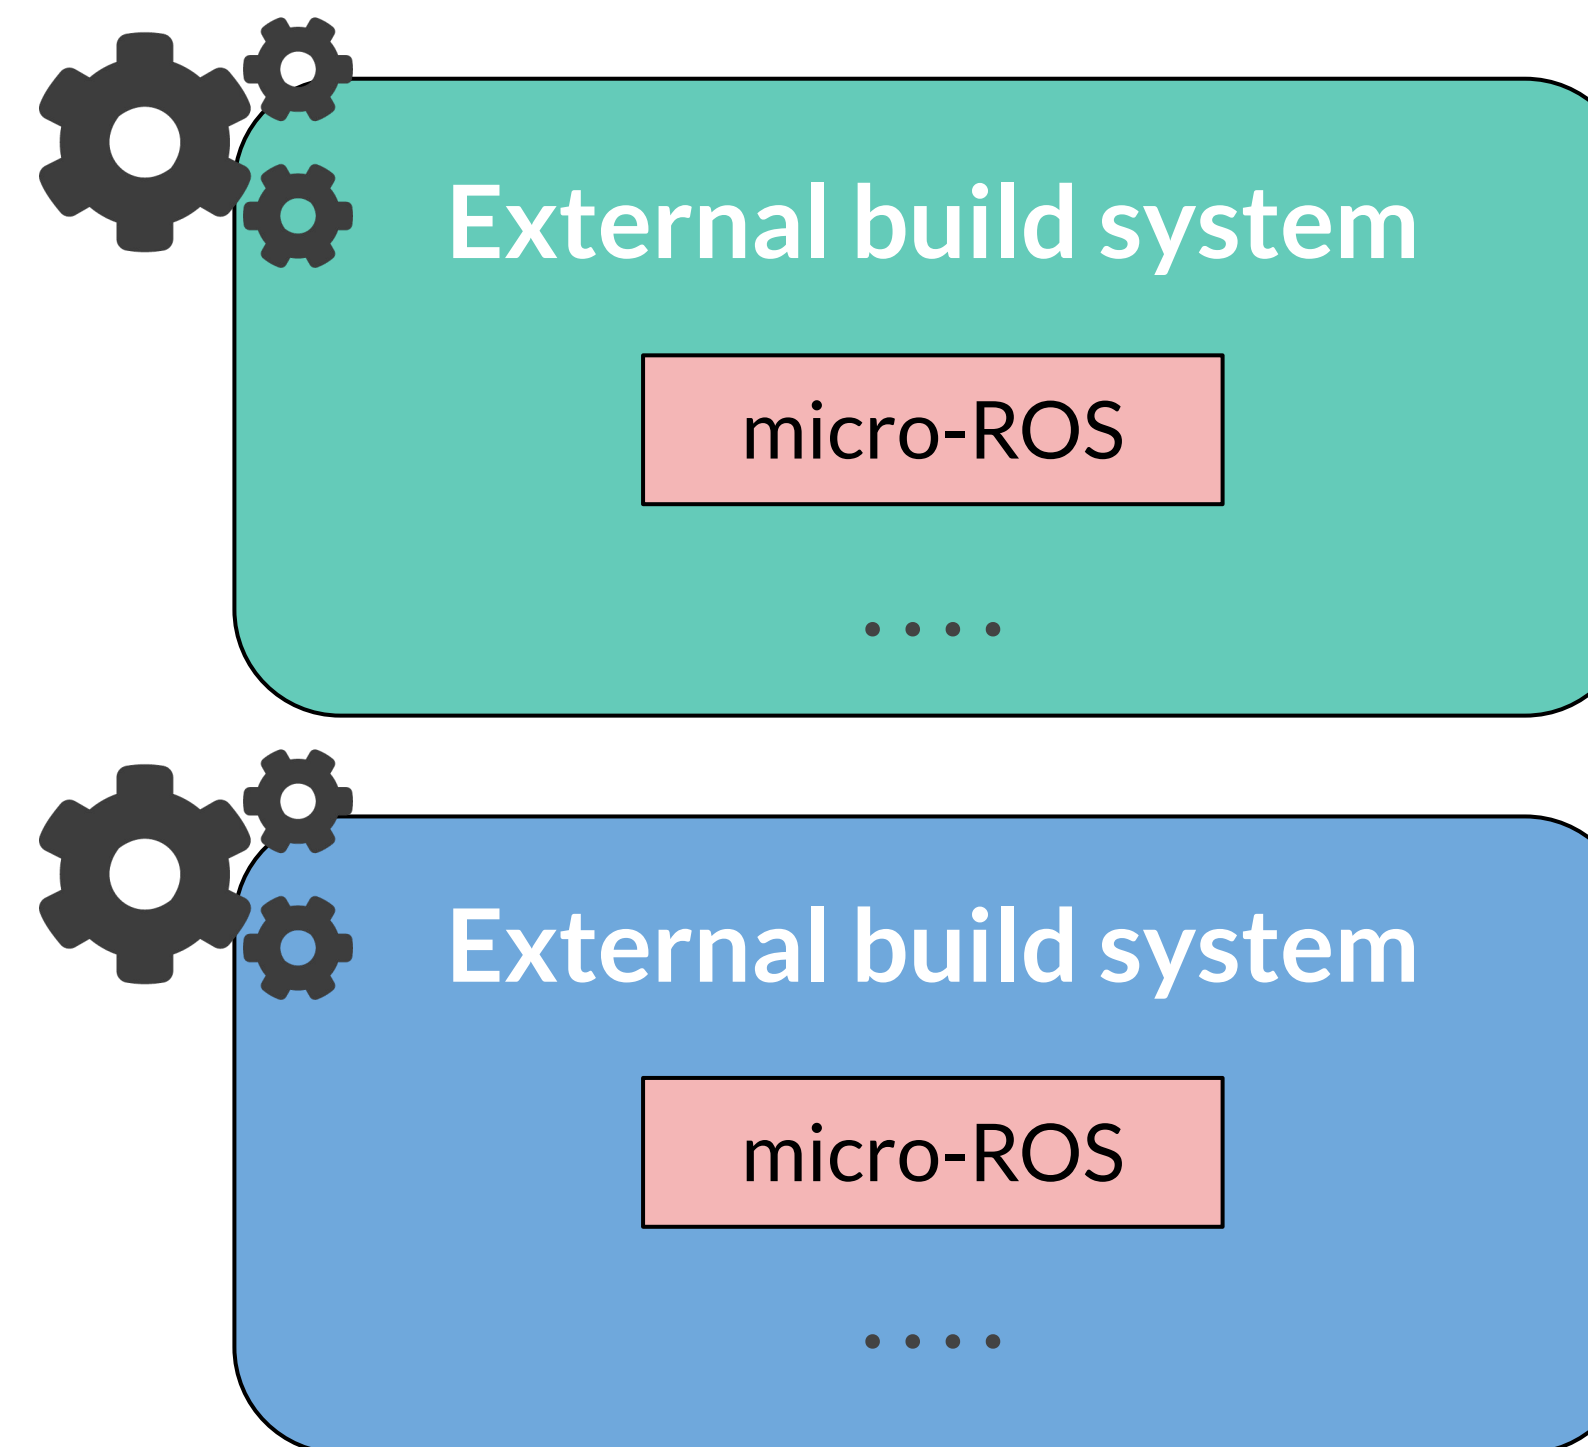 External build system
micro-ROS
....
External build system
micro-ROS
....